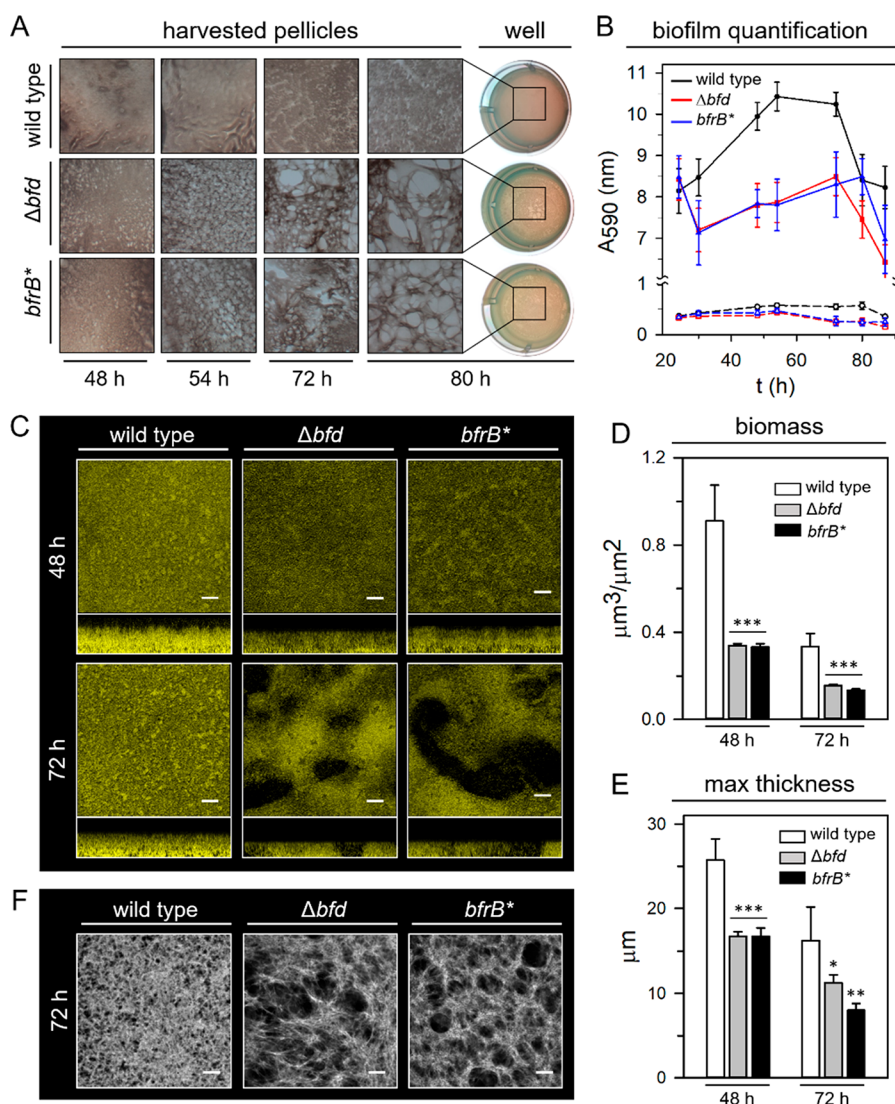 A
harvested pellicles
well
wild type
Δbfd
bfrB*
48 h
54 h
72 h
80 h
B
biofilm quantification
wild type
Δbfd
bfrB*
11
10
9
8
7
6
1
0
A590 (nm)
20
40
60
80
t (h)
C
wild type
Δbfd
bfrB*
48 h
72 h
D
biomass
wild type
Δbfd
bfrB*
1.2
0.8
0.4
0.0
μm3/μm2
***
***
48 h
72 h
E
max thickness
wild type
Δbfd
bfrB*
30
20
10
0
μm
***
*
**
48 h
72 h
F
wild type
Δbfd
bfrB*
72 h